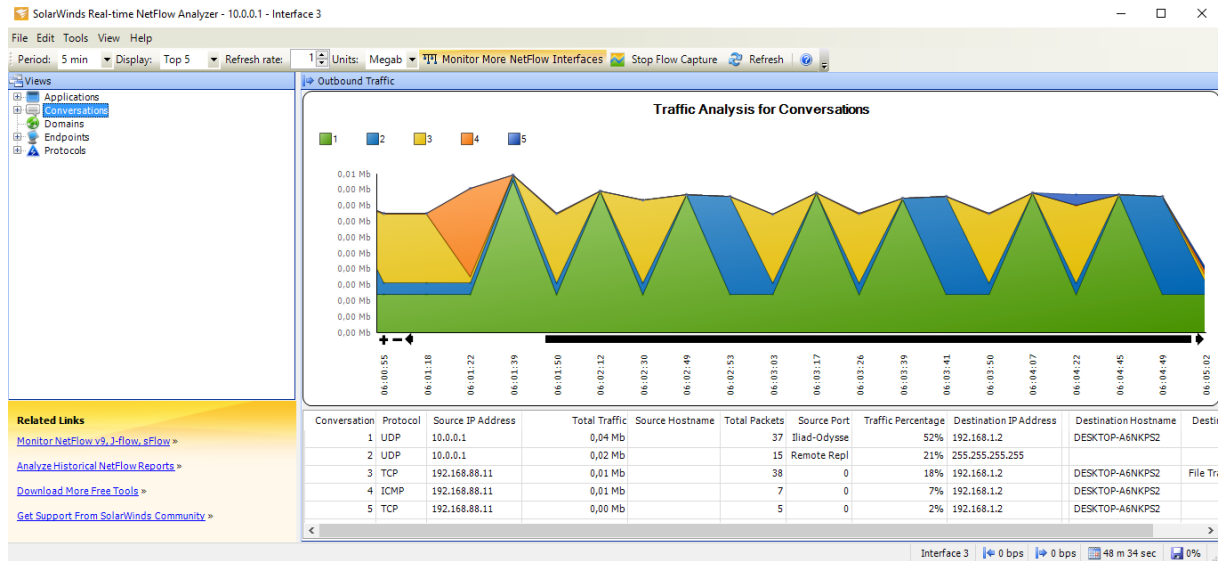 SolarWinds Real-time NetFlow Analyzer - 10.0.0.1 - Interface 3
File Edit Tools View Help
Period: 5 min Display: Top 5 Refresh rate: 1 Units: Megab Monitor More NetFlow Interfaces Stop Flow Capture Refresh
Views
Applications
Conversations
Domains
Endpoints
Protocols
Outbound Traffic
Traffic Analysis for Conversations
1 2 3 4 5
0,01 Mb
0,00 Mb
0,00 Mb
0,00 Mb
0,00 Mb
0,00 Mb
0,00 Mb
0,00 Mb
0,00 Mb
0,00 Mb
0,00 Mb
06:00:55 06:01:18 06:01:22 06:01:39 06:01:50 06:02:12 06:02:30 06:02:49 06:02:53 06:03:03 06:03:17 06:03:26 06:03:39 06:03:41 06:03:50 06:04:07 06:04:22 06:04:45 06:04:49 06:05:02
Related Links
Monitor NetFlow v9, J-flow, sFlow »
Analyze Historical NetFlow Reports »
Download More Free Tools »
Get Support From SolarWinds Community »
Conversation Protocol Source IP Address Total Traffic Source Hostname Total Packets Source Port Traffic Percentage Destination IP Address Destination Hostname Destin
1 UDP 10.0.0.1 0,04 Mb 37 Iliad-Odysse 52% 192.168.1.2 DESKTOP-A6NKPS2
2 UDP 10.0.0.1 0,02 Mb 15 Remote Repl 21% 255.255.255.255
3 TCP 192.168.88.11 0,01 Mb 38 0 18% 192.168.1.2 DESKTOP-A6NKPS2 File Tra
4 ICMP 192.168.88.11 0,01 Mb 7 0 7% 192.168.1.2 DESKTOP-A6NKPS2
5 TCP 192.168.88.11 0,00 Mb 5 0 2% 192.168.1.2 DESKTOP-A6NKPS2
Interface 3 0 bps 0 bps 48 m 34 sec 0%